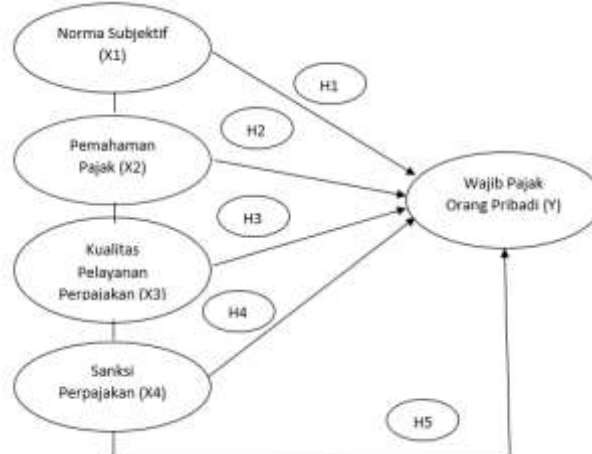 Norma Subjektif
(X1)
H1
H2
Pemahaman
Pajak (X2)
Wajib Pajak
Orang Pribadi (Y)
H3
Kualitas
Pelayanan
Perpajakan (X3)
H4
Sanksi
Perpajakan (X4)
H5